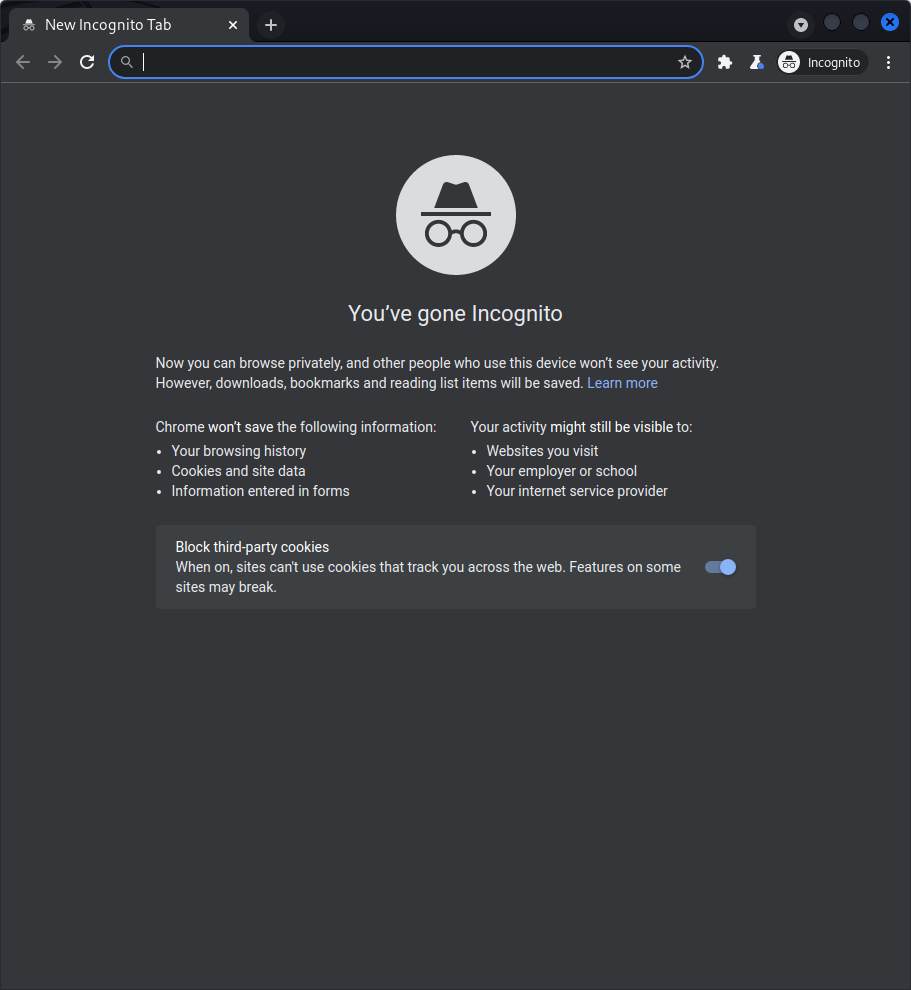 New Incognito Tab
Incognito
You’ve gone Incognito
Now you can browse privately, and other people who use this device won’t see your activity.
However, downloads, bookmarks and reading list items will be saved. Learn more
Chrome won’t save the following information:
• Your browsing history
• Cookies and site data
• Information entered in forms
Your activity might still be visible to:
• Websites you visit
• Your employer or school
• Your internet service provider
Block third-party cookies
When on, sites can't use cookies that track you across the web. Features on some
sites may break.